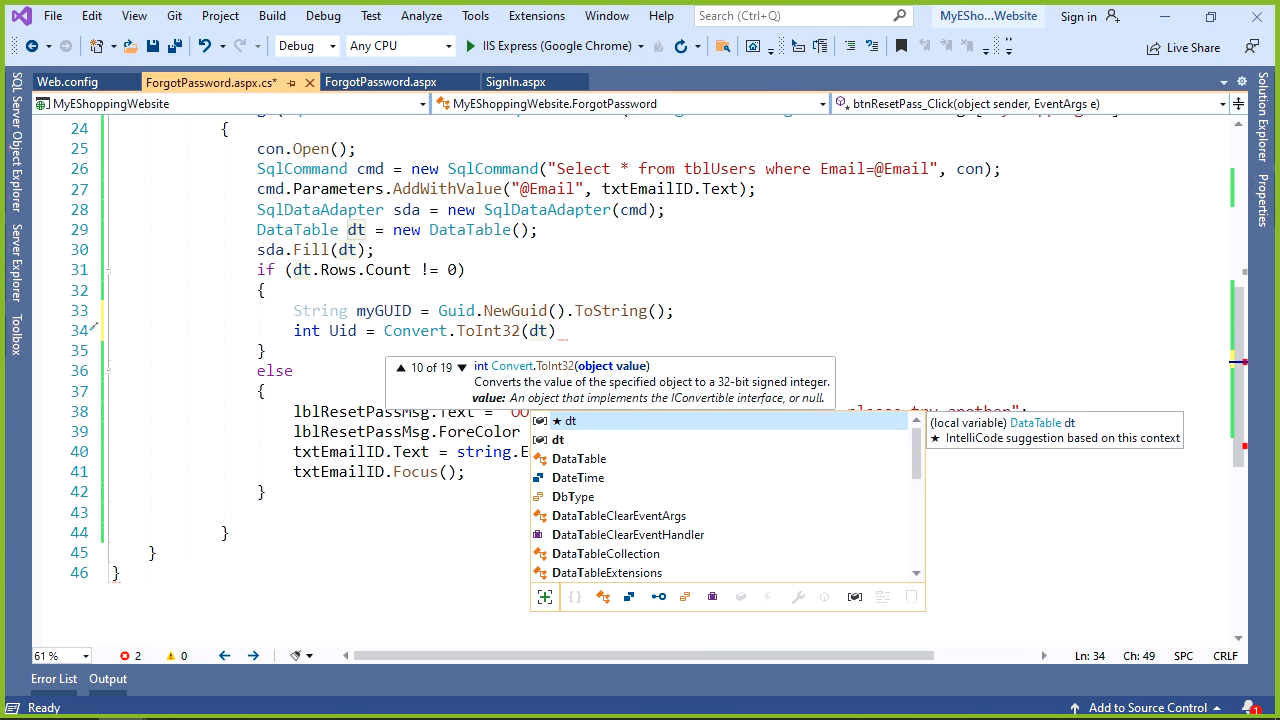 File Edit View Git Project Build Debug Test Analyze Tools Extensions Window Help Search (Ctrl+Q) MyESho...Website Sign in
Debug Any CPU IIS Express (Google Chrome) Live Share
Web.config ForgotPassword.aspx.cs* ForgotPassword.aspx SignIn.aspx
MyEShoppingWebsite MyEShoppingWebsite.ForgotPassword btnResetPass_Click(object sender, EventArgs e)
SQL Server Object Explorer
Server Explorer
Toolbox
Solution Explorer
Properties
24 {
25 con.Open();
26 SqlCommand cmd = new SqlCommand("Select * from tblUsers where Email=@Email", con);
27 cmd.Parameters.AddWithValue("@Email", txtEmailID.Text);
28 SqlDataAdapter sda = new SqlDataAdapter(cmd);
29 DataTable dt = new DataTable();
30 sda.Fill(dt);
31 if (dt.Rows.Count != 0)
32 {
33 String myGUID = Guid.NewGuid().ToString();
34 int Uid = Convert.ToInt32(dt)
35 }
36 else
37 {
38 lblResetPassMsg.Text =
39 lblResetPassMsg.ForeColor
40 txtEmailID.Text = string.E
41 txtEmailID.Focus();
42 }
43
44 }
45 }
46 }
▲ 10 of 19 ▼ int Convert.ToInt32(object value)
Converts the value of the specified object to a 32-bit signed integer.
value: An object that implements the IConvertible interface, or null.
★ dt
dt
DataTable
DateTime
DbType
DataTableClearEventArgs
DataTableClearEventHandler
DataTableCollection
DataTableExtensions
(local variable) DataTable dt
★ IntelliCode suggestion based on this context
61 % 2 0 Ln: 34 Ch: 49 SPC CRLF
Error List Output
Ready Add to Source Control 1